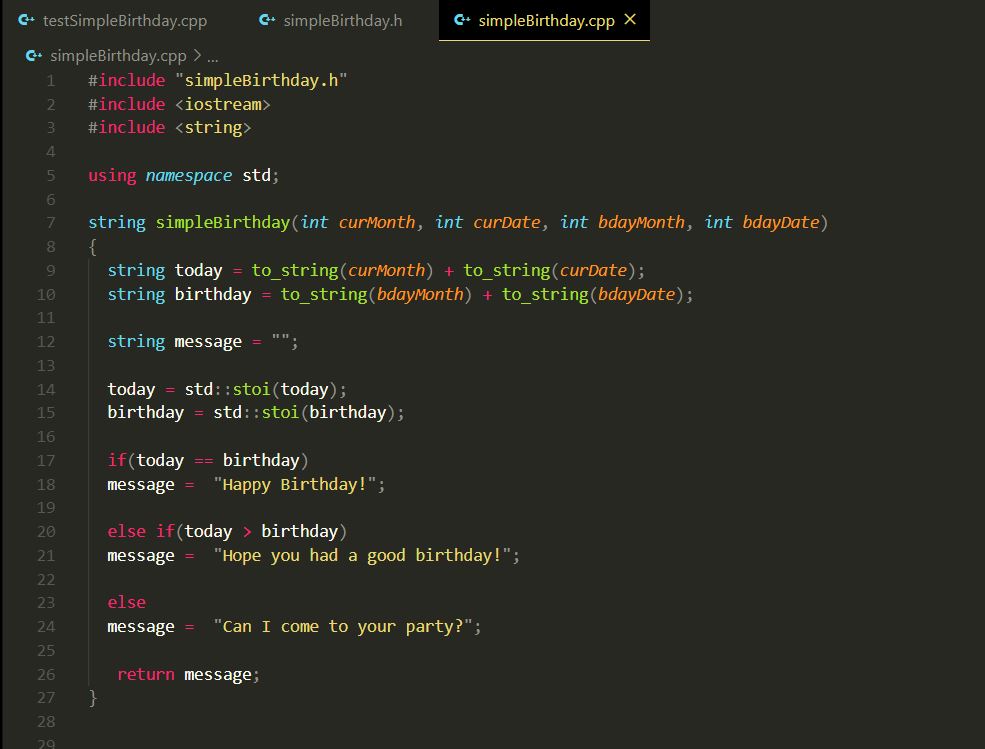 testSimpleBirthday.cpp simpleBirthday.h simpleBirthday.cpp ×
simpleBirthday.cpp > ...
1 #include "simpleBirthday.h"
2 #include <iostream>
3 #include <string>
4
5 using namespace std;
6
7 string simpleBirthday(int curMonth, int curDate, int bdayMonth, int bdayDate)
8 {
9 string today = to_string(curMonth) + to_string(curDate);
10 string birthday = to_string(bdayMonth) + to_string(bdayDate);
11
12 string message = "";
13
14 today = std::stoi(today);
15 birthday = std::stoi(birthday);
16
17 if(today == birthday)
18 message =  "Happy Birthday!";
19
20 else if(today > birthday)
21 message =  "Hope you had a good birthday!";
22
23 else
24 message =  "Can I come to your party?";
25
26 return message;
27 }
28
29